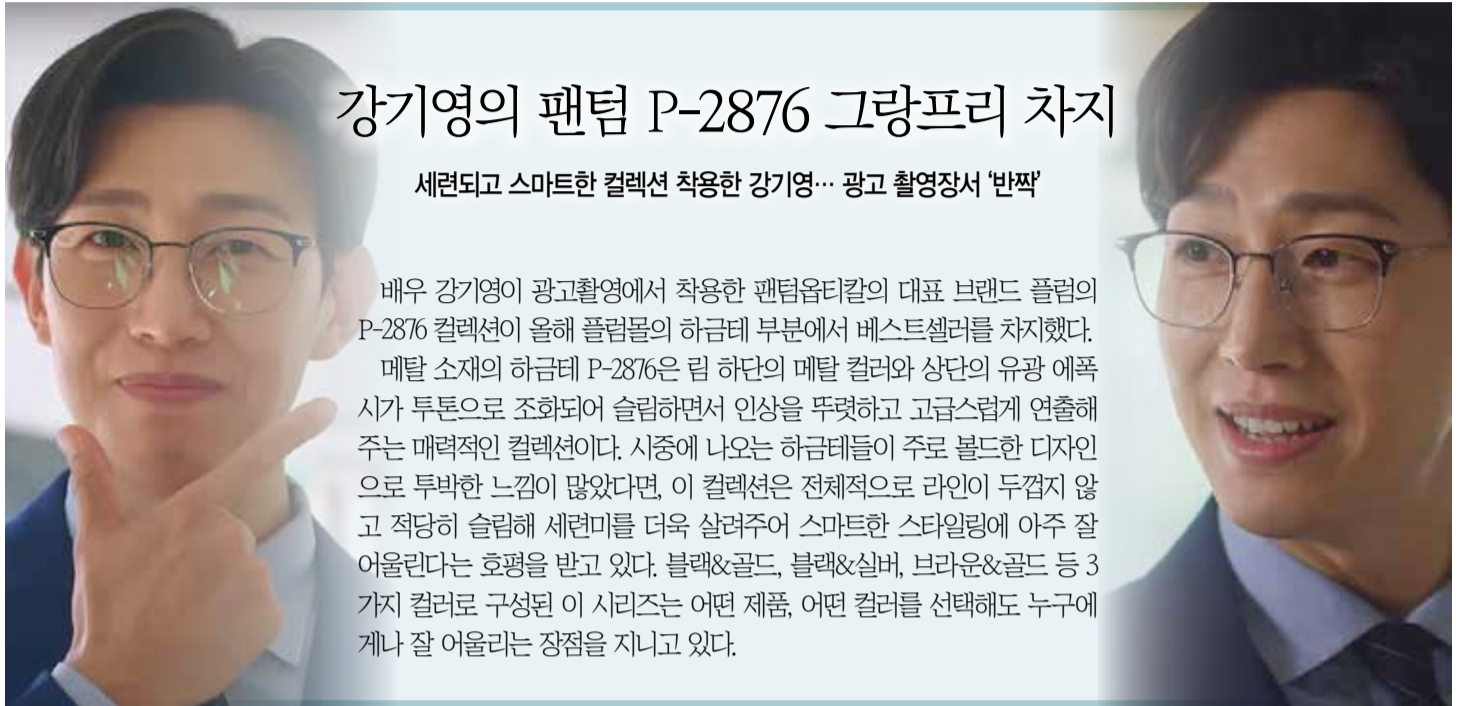 강기영의 팬텀 P-2876 그랑프리 차지
세련되고 스마트한 컬렉션 착용한 강기영… 광고 촬영장서 ‘반짝’
배우 강기영이 광고촬영에서 착용한 팬텀옵티칼의 대표 브랜드 플럼의
P-2876 컬렉션이 올해 플럼몰의 하금테 부분에서 베스트셀러를 차지했다.
메탈 소재의 하금테 P-2876은 림 하단의 메탈 컬러와 상단의 유광 에폭
시가 투톤으로 조화되어 슬림하면서 인상을 뚜렷하고 고급스럽게 연출해
주는 매력적인 컬렉션이다. 시중에 나오는 하금테들이 주로 볼드한 디자인
으로 투박한 느낌이 많았다면, 이 컬렉션은 전체적으로 라인이 두껍지 않
고 적당히 슬림해 세련미를 더욱 살려주어 스마트한 스타일링에 아주 잘
어울린다는 호평을 받고 있다. 블랙&골드, 블랙&실버, 브라운&골드 등 3
가지 컬러로 구성된 이 시리즈는 어떤 제품, 어떤 컬러를 선택해도 누구에
게나 잘 어울리는 장점을 지니고 있다.